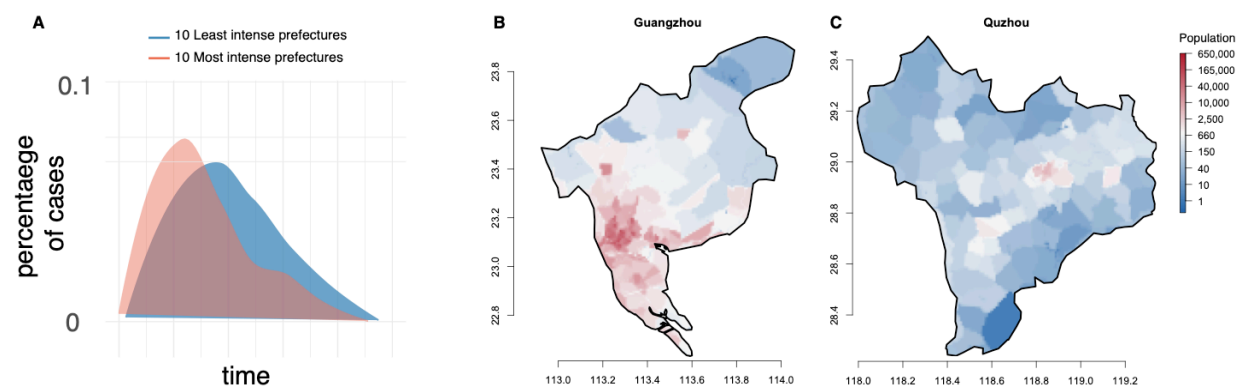 A
10 Least intense prefectures
10 Most intense prefectures
0.1
percentaege
of cases
0
time
B
Guangzhou
23.8
23.6
23.4
23.2
23.0
22.8
113.0 113.2 113.4 113.6 113.8 114.0
C
Quzhou
29.4
29.2
29.0
28.8
28.6
28.4
118.0 118.2 118.4 118.6 118.8 119.0 119.2
Population
650,000
165,000
40,000
10,000
2,500
660
150
40
10
1